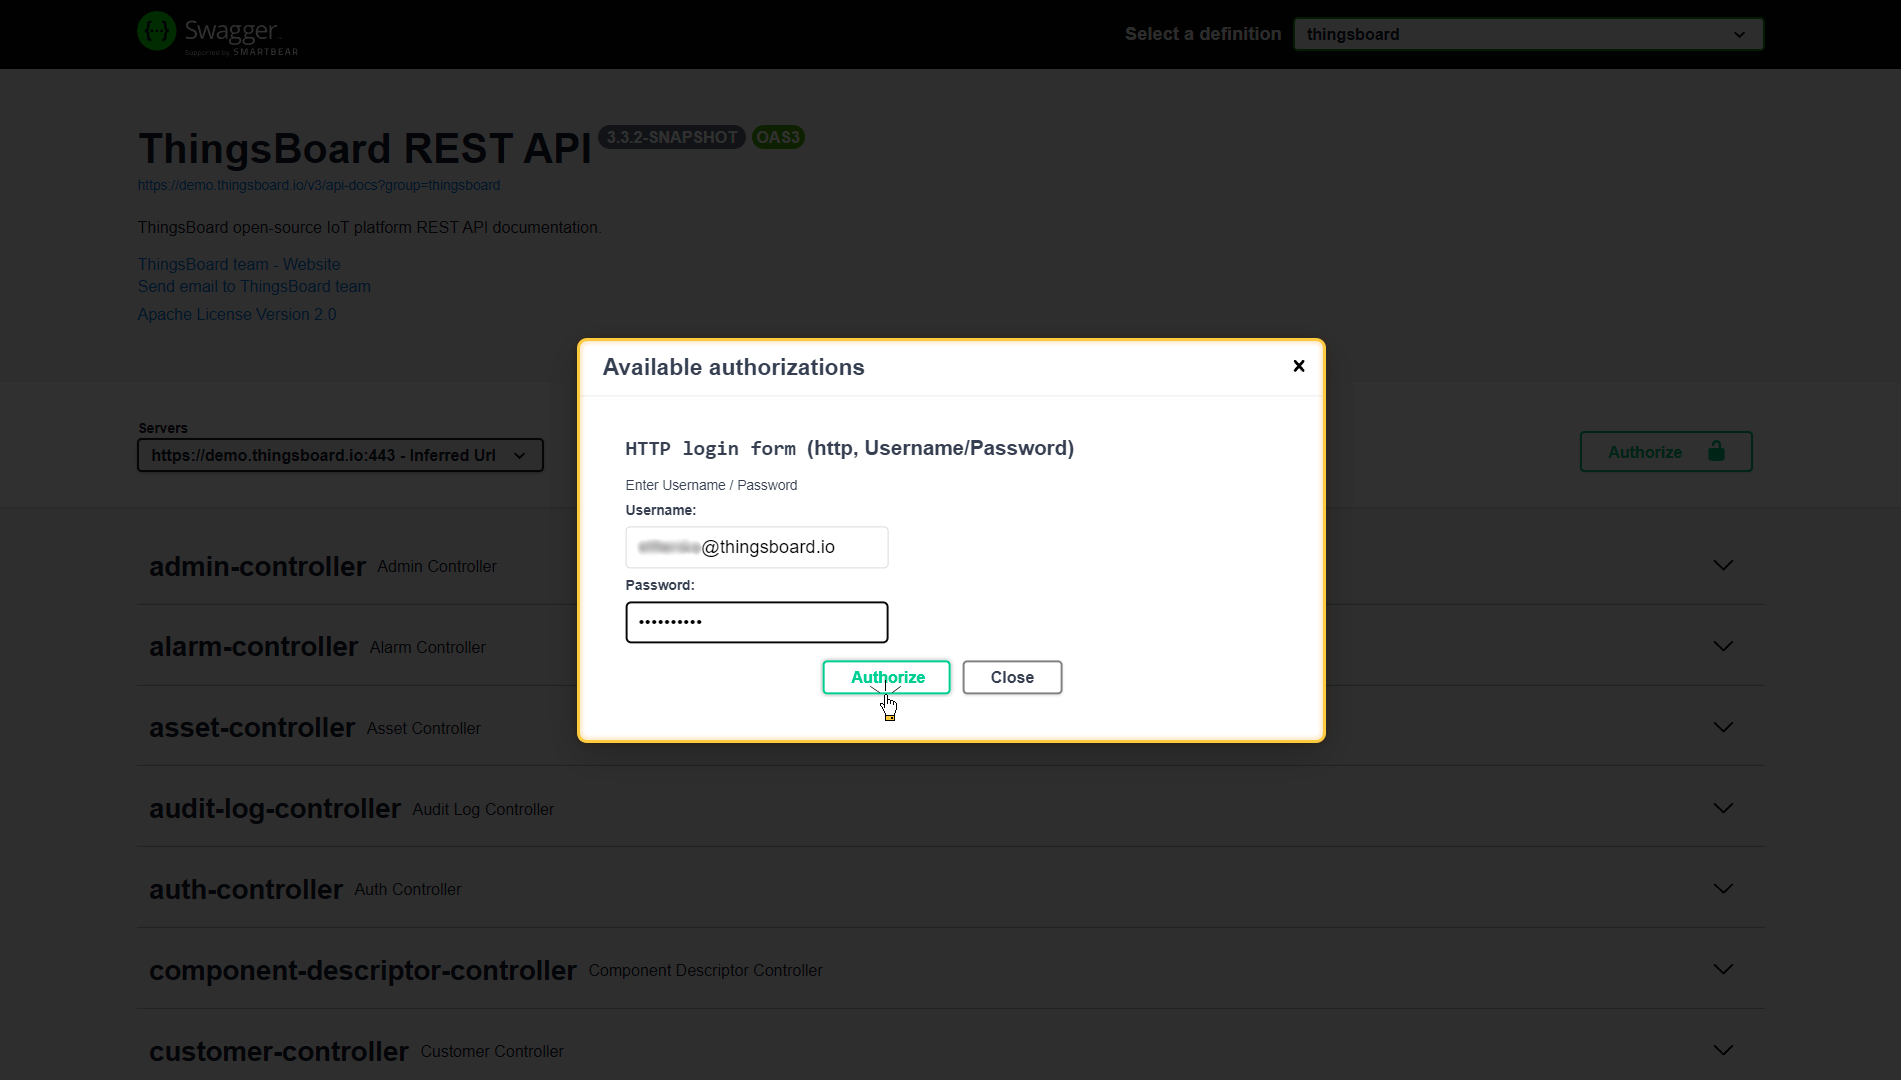 Swagger.
Supported by SMARTBEAR
Select a definition
thingsboard
ThingsBoard REST API 3.3.2-SNAPSHOT OAS3
https://demo.thingsboard.io/v3/api-docs?group=thingsboard
ThingsBoard open-source IoT platform REST API documentation.
ThingsBoard team - Website
Send email to ThingsBoard team
Apache License Version 2.0
Available authorizations
HTTP login form (http, Username/Password)
Enter Username / Password
Username:
@thingsboard.io
Password:
••••••••••
Authorize
Close
Servers
https://demo.thingsboard.io:443 - Inferred Url
Authorize
admin-controller Admin Controller
alarm-controller Alarm Controller
asset-controller Asset Controller
audit-log-controller Audit Log Controller
auth-controller Auth Controller
component-descriptor-controller Component Descriptor Controller
customer-controller Customer Controller